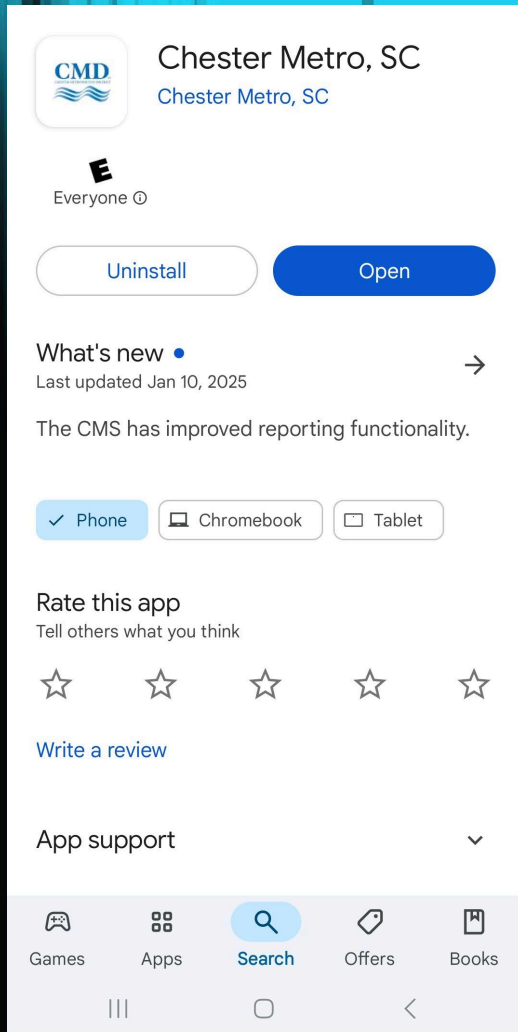 CMD
Chester Metro, SC
Chester Metro, SC
E
Everyone
Uninstall
Open
What's new
Last updated Jan 10, 2025
The CMS has improved reporting functionality.
Phone
Chromebook
Tablet
Rate this app
Tell others what you think
Write a review
App support
Games
Apps
Search
Offers
Books